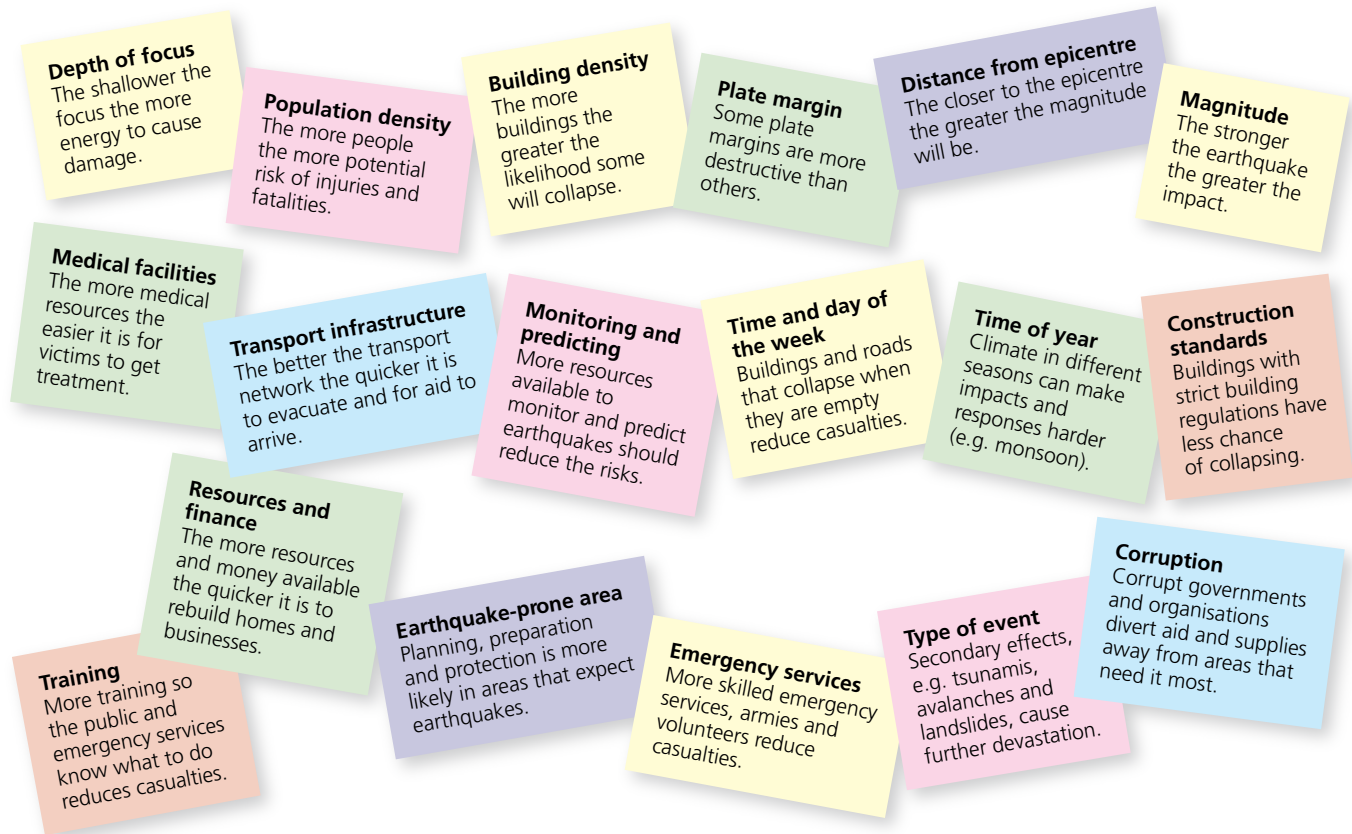 Depth of focus
The shallower the
focus the more
energy to cause
damage.
Population density
The more people
the more potential
risk of injuries and
fatalities.
Building density
The more
buildings the
greater the
likelihood some
will collapse.
Plate margin
Some plate
margins are more
destructive than
others.
Distance from epicentre
The closer to the epicentre
the greater the magnitude
will be.
Magnitude
The stronger
the earthquake
the greater the
impact.
Medical facilities
The more medical
resources the
easier it is for
victims to get
treatment.
Transport infrastructure
The better the transport
network the quicker it is
to evacuate and for aid to
arrive.
Monitoring and
predicting
More resources
available to
monitor and predict
earthquakes should
reduce the risks.
Time and day of
the week
Buildings and roads
that collapse when
they are empty
reduce casualties.
Time of year
Climate in different
seasons can make
impacts and
responses harder
(e.g. monsoon).
Construction
standards
Buildings with
strict building
regulations have
less chance
of collapsing.
Training
More training so
the public and
emergency services
know what to do
reduces casualties.
Resources and
finance
The more resources
and money available
the quicker it is to
rebuild homes and
businesses.
Earthquake-prone area
Planning, preparation
and protection is more
likely in areas that expect
earthquakes.
Emergency services
More skilled emergency
services, armies and
volunteers reduce
casualties.
Type of event
Secondary effects,
e.g. tsunamis,
avalanches and
landslides, cause
further devastation.
Corruption
Corrupt governments
and organisations
divert aid and supplies
away from areas that
need it most.